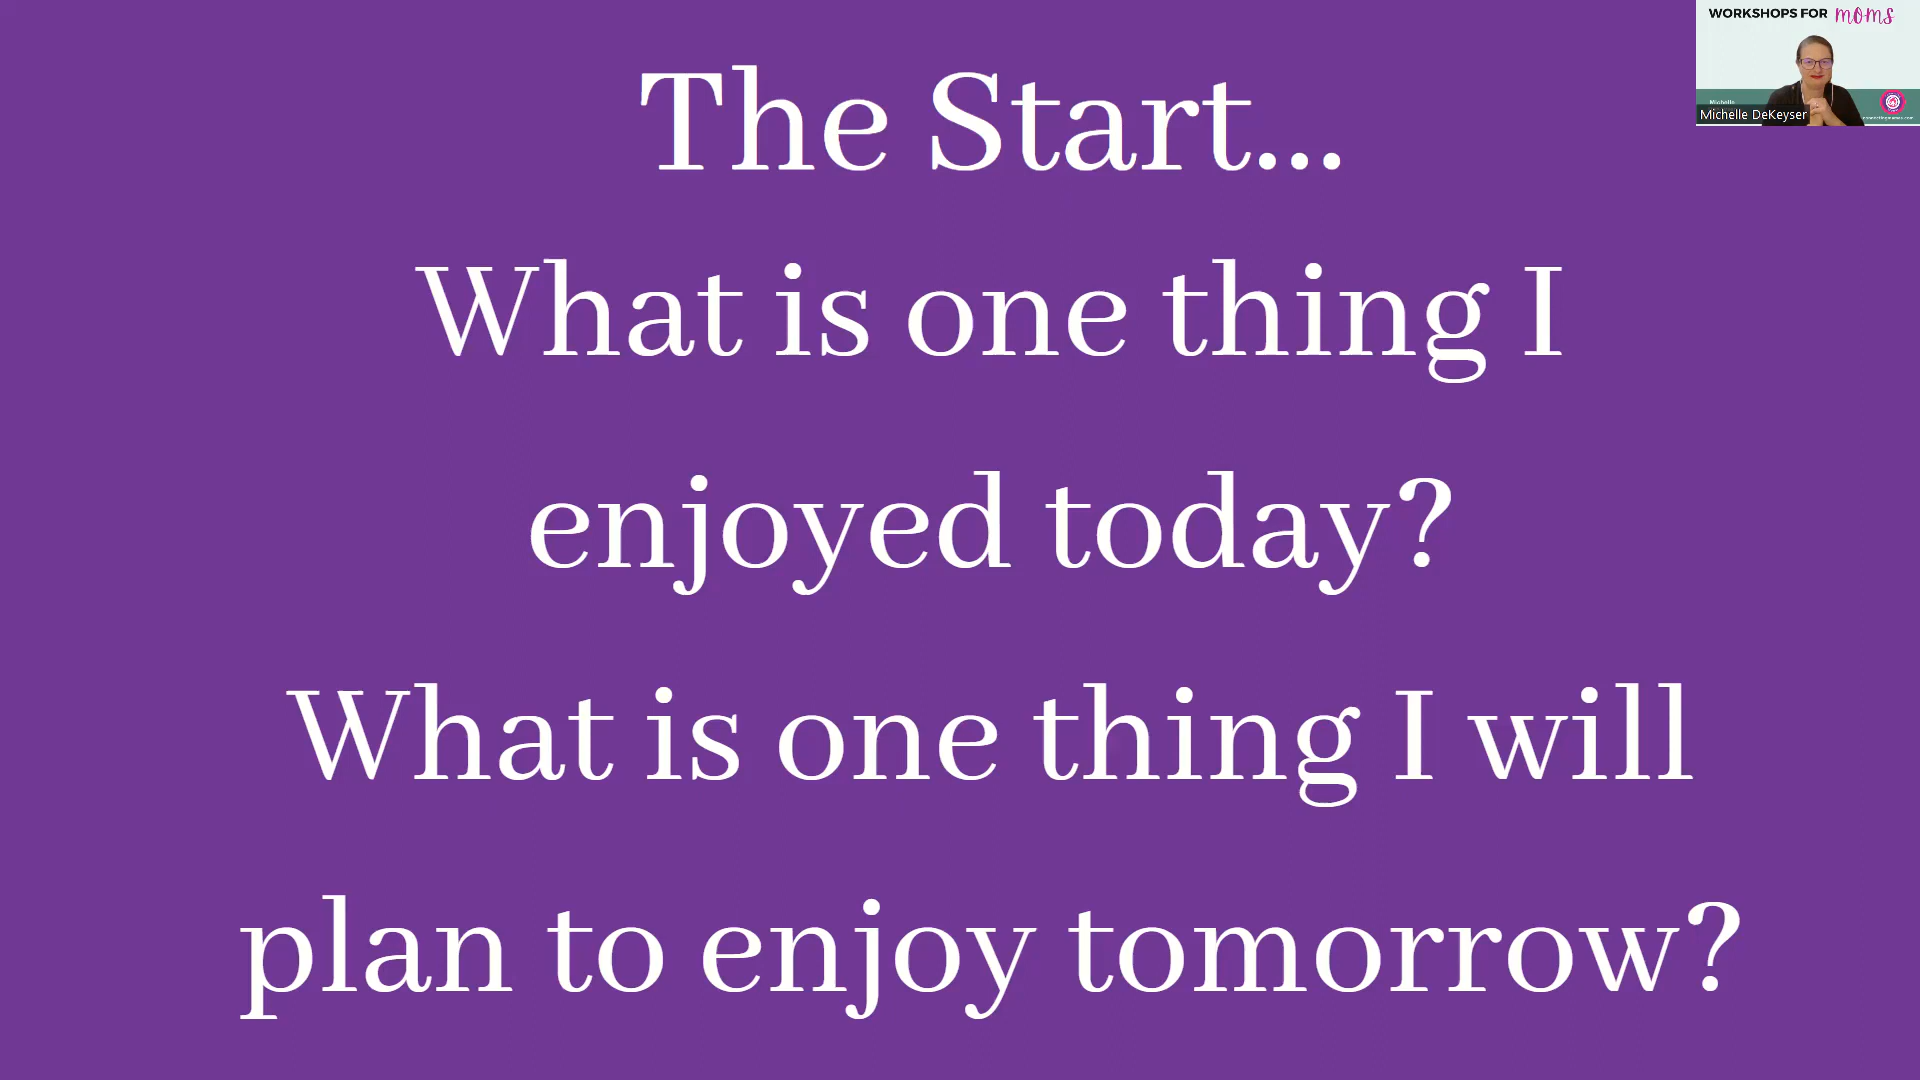 The Start...
What is one thing I
enjoyed today?
What is one thing I will
plan to enjoy tomorrow?
WORKSHOPS FOR moms
Michelle
Michelle DeKeyser